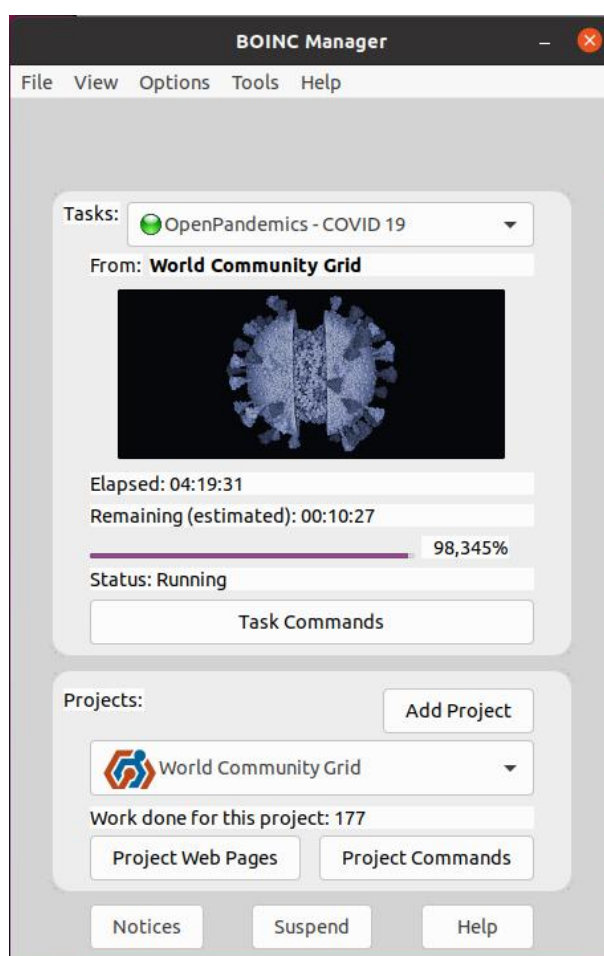 BOINC Manager
File View Options Tools Help
Tasks: OpenPandemics - COVID 19
From: World Community Grid
Elapsed: 04:19:31
Remaining (estimated): 00:10:27
98,345%
Status: Running
Task Commands
Projects:
Add Project
World Community Grid
Work done for this project: 177
Project Web Pages Project Commands
Notices Suspend Help